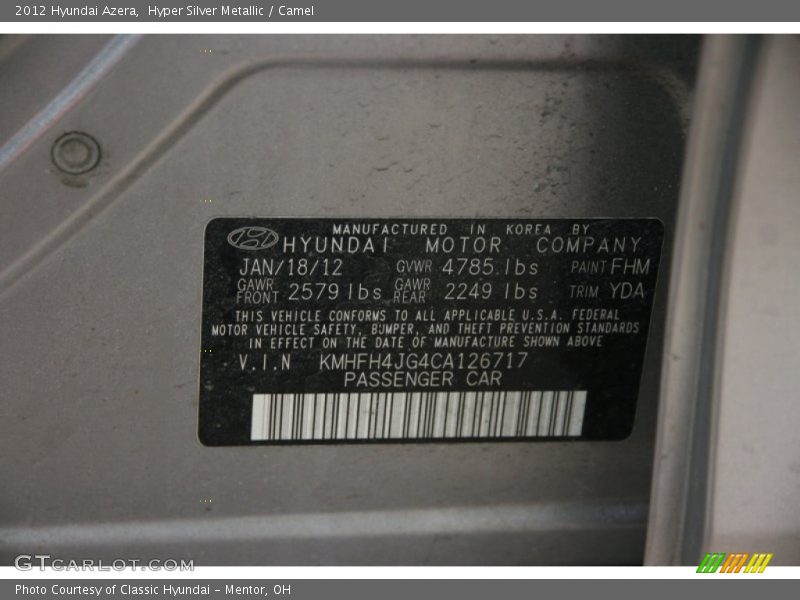 2012 Hyundai Azera, Hyper Silver Metallic / Camel
MANUFACTURED IN KOREA BY
HYUNDAI MOTOR COMPANY
JAN/18/12 GVWR 4785 lbs PAINT FHM
GAWR FRONT 2579 lbs GAWR REAR 2249 lbs TRIM YDA
THIS VEHICLE CONFORMS TO ALL APPLICABLE U.S.A. FEDERAL
MOTOR VEHICLE SAFETY, BUMPER, AND THEFT PREVENTION STANDARDS
IN EFFECT ON THE DATE OF MANUFACTURE SHOWN ABOVE
V.I.N KMHFH4JG4CA126717
PASSENGER CAR
GTCARLOT.COM
Photo Courtesy of Classic Hyundai - Mentor, OH